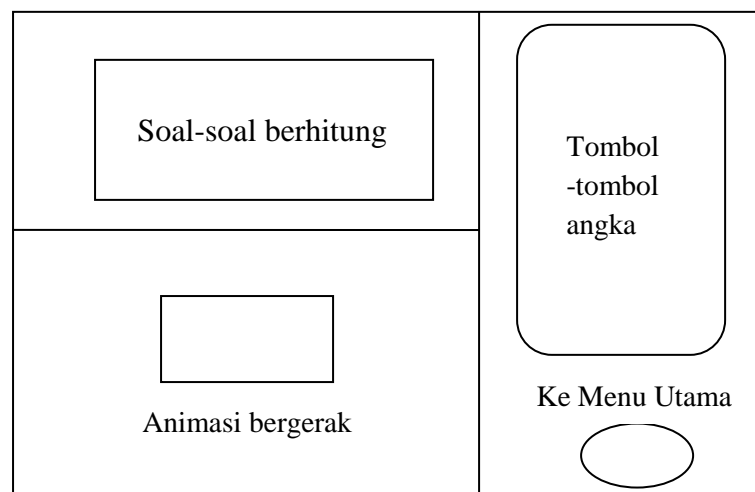 Soal-soal berhitung
Tombol
-tombol
angka
Animasi bergerak
Ke Menu Utama